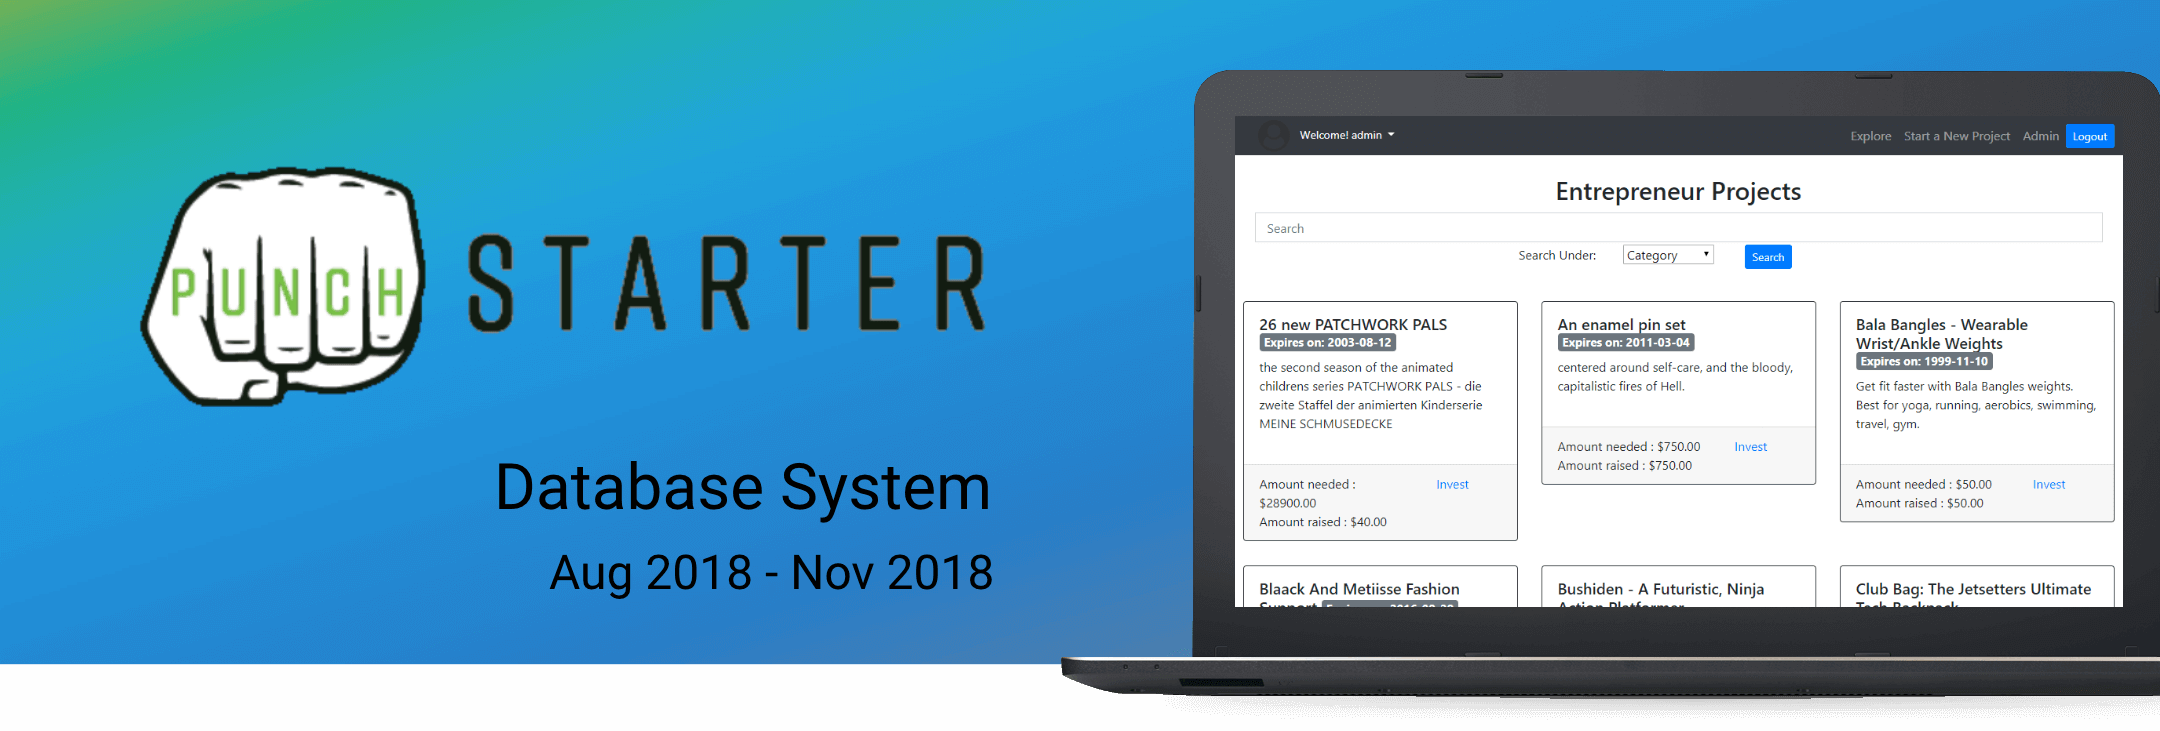 PUNCH
STARTER
Database System
Aug 2018 - Nov 2018
Welcome! admin
Explore Start a New Project Admin Logout
Entrepreneur Projects
Search
Search Under: Category Search
26 new PATCHWORK PALS
Expires on: 2003-08-12
the second season of the animated
childrens series PATCHWORK PALS - die
zweite Staffel der animierten Kinderserie
MEINE SCHMUSEDECKE
Amount needed : Invest
$28900.00
Amount raised : $40.00
An enamel pin set
Expires on: 2011-03-04
centered around self-care, and the bloody,
capitalistic fires of Hell.
Amount needed : $750.00 Invest
Amount raised : $750.00
Bala Bangles - Wearable
Wrist/Ankle Weights
Expires on: 1999-11-10
Get fit faster with Bala Bangles weights.
Best for yoga, running, aerobics, swimming,
travel, gym.
Amount needed : $50.00 Invest
Amount raised : $50.00
Blaack And Metiisse Fashion
Support
Bushiden - A Futuristic, Ninja
Action Platformer
Club Bag: The Jetsetters Ultimate
Tech Backpack